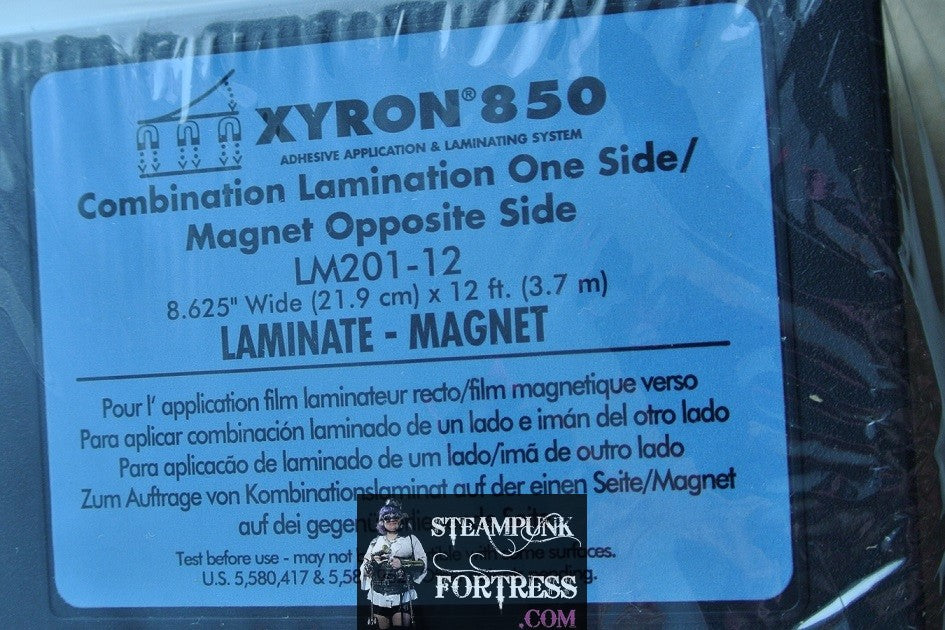 XYRON® 850
ADHESIVE APPLICATION & LAMINATING SYSTEM
Combination Lamination One Side/
Magnet Opposite Side
LM201-12
8.625" Wide (21.9 cm) x 12 ft. (3.7 m)
LAMINATE - MAGNET
Pour l' application film laminateur recto/film magnetique verso
Para aplicar combinación laminado de un lado e imán del otro lado
Para aplicacão de laminado de um lado/imã de outro lado
Zum Auftrage von Kombinationslaminat auf der einen Seite/Magnet
auf dei
Test before use - may not with some surfaces.
U.S. 5,580,417 &
STEAMPUNK
FORTRESS
.COM